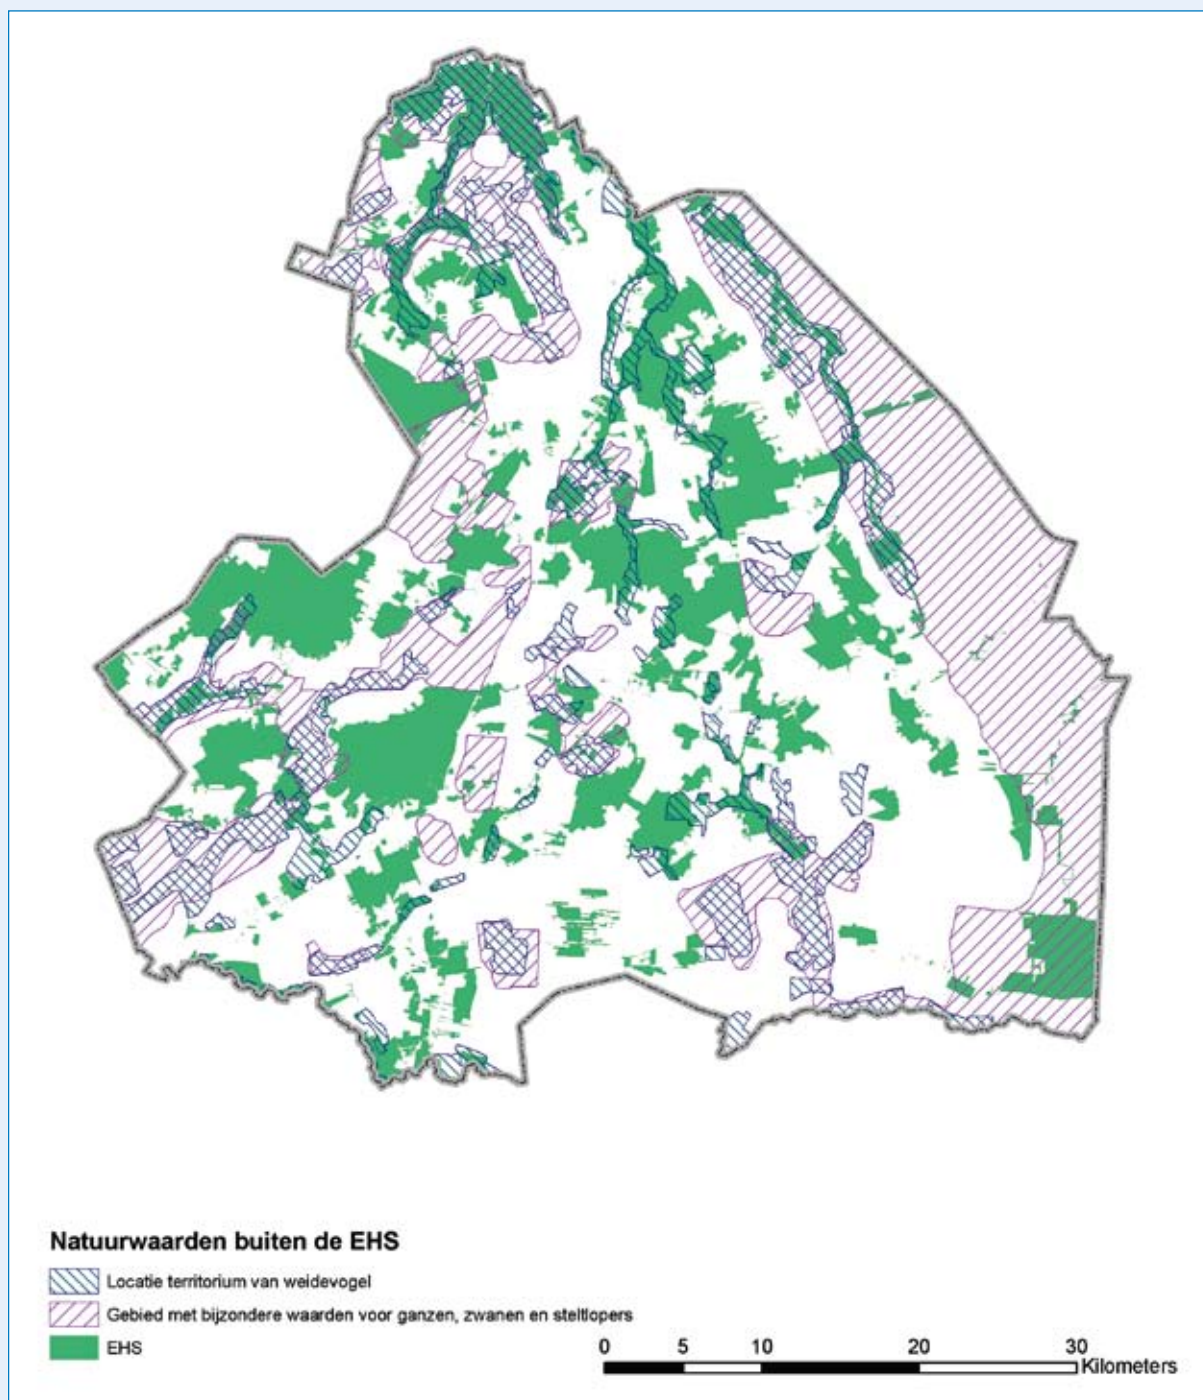 Natuurwaarden buiten de EHS
Locatie territorium van weidevogel
Gebied met bijzondere waarden voor ganzen, zwanen en steltlopers
EHS
0 5 10 20 30
Kilometers